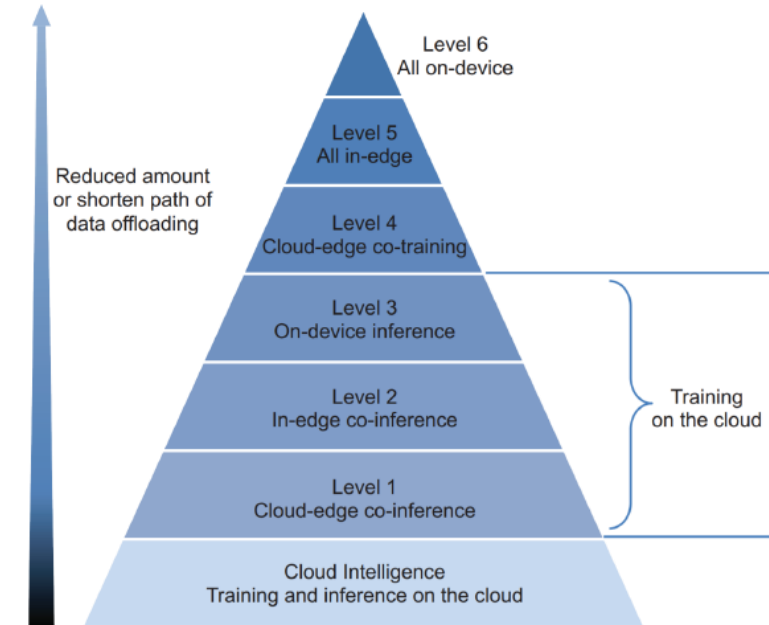 Level 6
All on-device
Level 5
All in-edge
Reduced amount
or shorten path of
data offloading
Level 4
Cloud-edge co-training
Level 3
On-device inference
Level 2
In-edge co-inference
Training
on the cloud
Level 1
Cloud-edge co-inference
Cloud Intelligence
Training and inference on the cloud